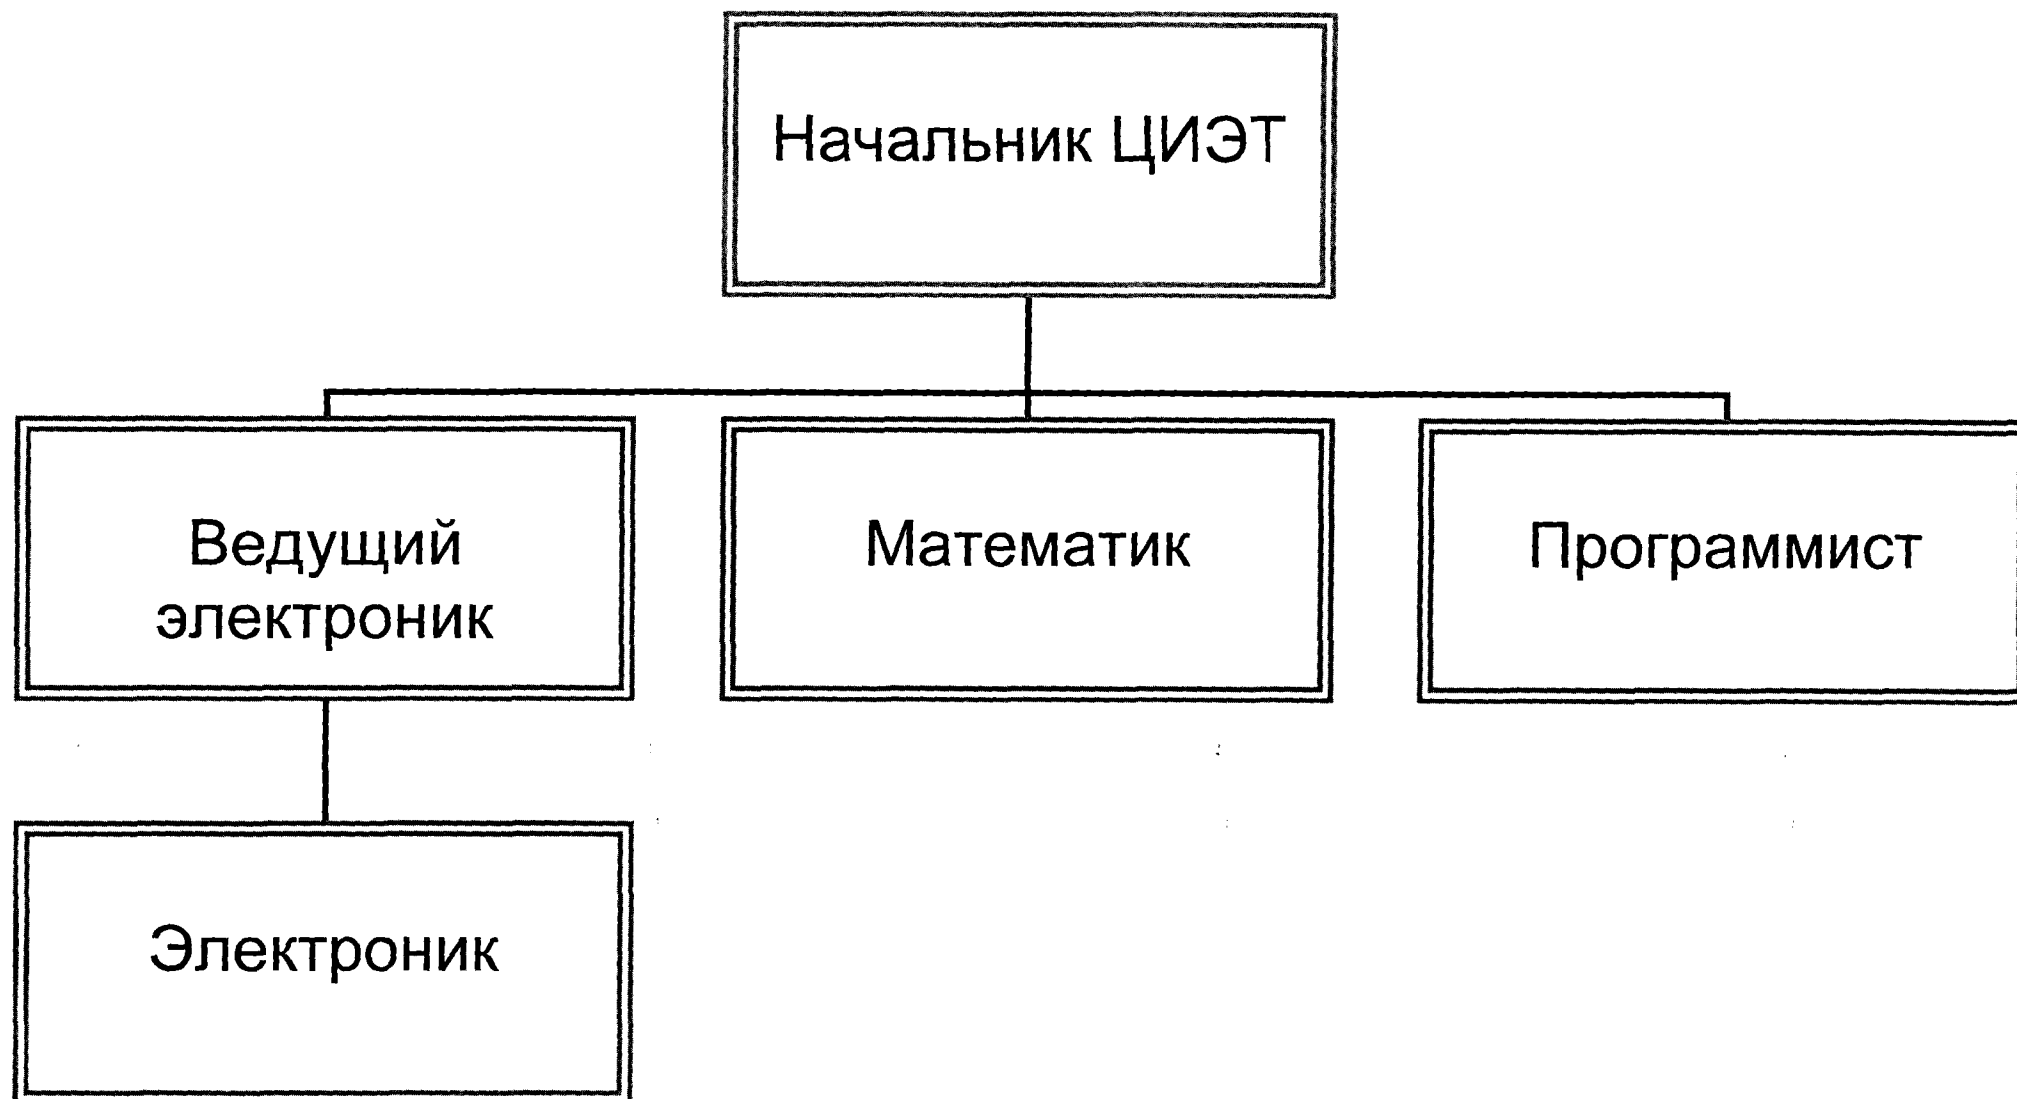 Начальник ЦИЭТ
Ведущий
электроник
Математик
Программист
Электроник